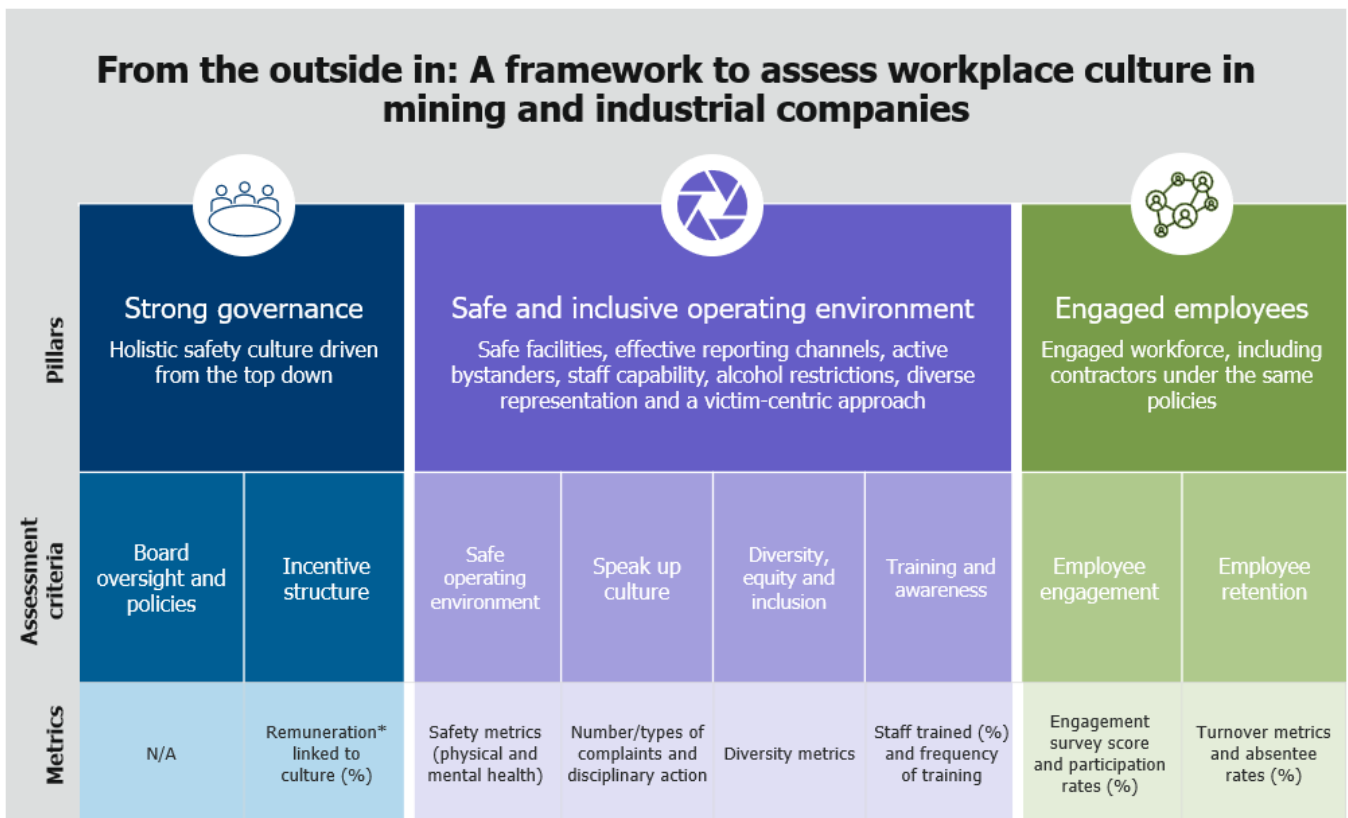 From the outside in: A framework to assess workplace culture in
mining and industrial companies
Pillars
Strong governance
Holistic safety culture driven
from the top down
Safe and inclusive operating environment
Safe facilities, effective reporting channels, active
bystanders, staff capability, alcohol restrictions, diverse
representation and a victim-centric approach
Engaged employees
Engaged workforce, including
contractors under the same
policies
Assessment
criteria
Board
oversight and
policies
Incentive
structure
Safe
operating
environment
Speak up
culture
Diversity,
equity and
inclusion
Training and
awareness
Employee
engagement
Employee
retention
Metrics
N/A
Remuneration*
linked to
culture (%)
Safety metrics
(physical and
mental health)
Number/types of
complaints and
disciplinary action
Diversity metrics
Staff trained (%)
and frequency
of training
Engagement
survey score
and participation
rates (%)
Turnover metrics
and absentee
rates (%)